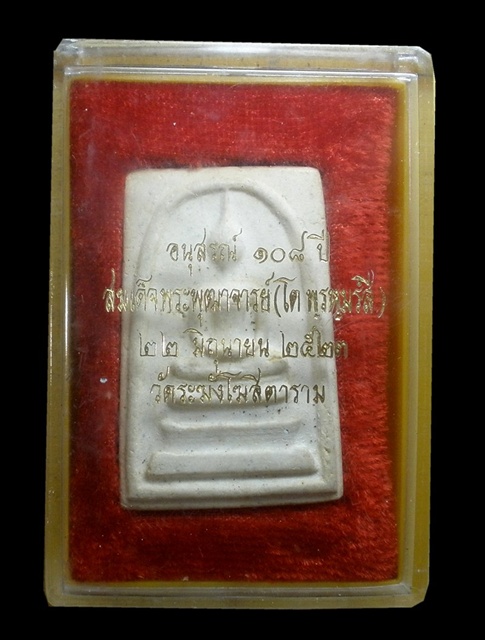 อนุสรณ์ ๑๐๘ ปี
สมเด็จพระพุฒาจารย์(โต พฺรหฺมรํสี)
๒๒ มิถุนายน ๒๕๒๓
วัดระฆังโฆสิตาราม